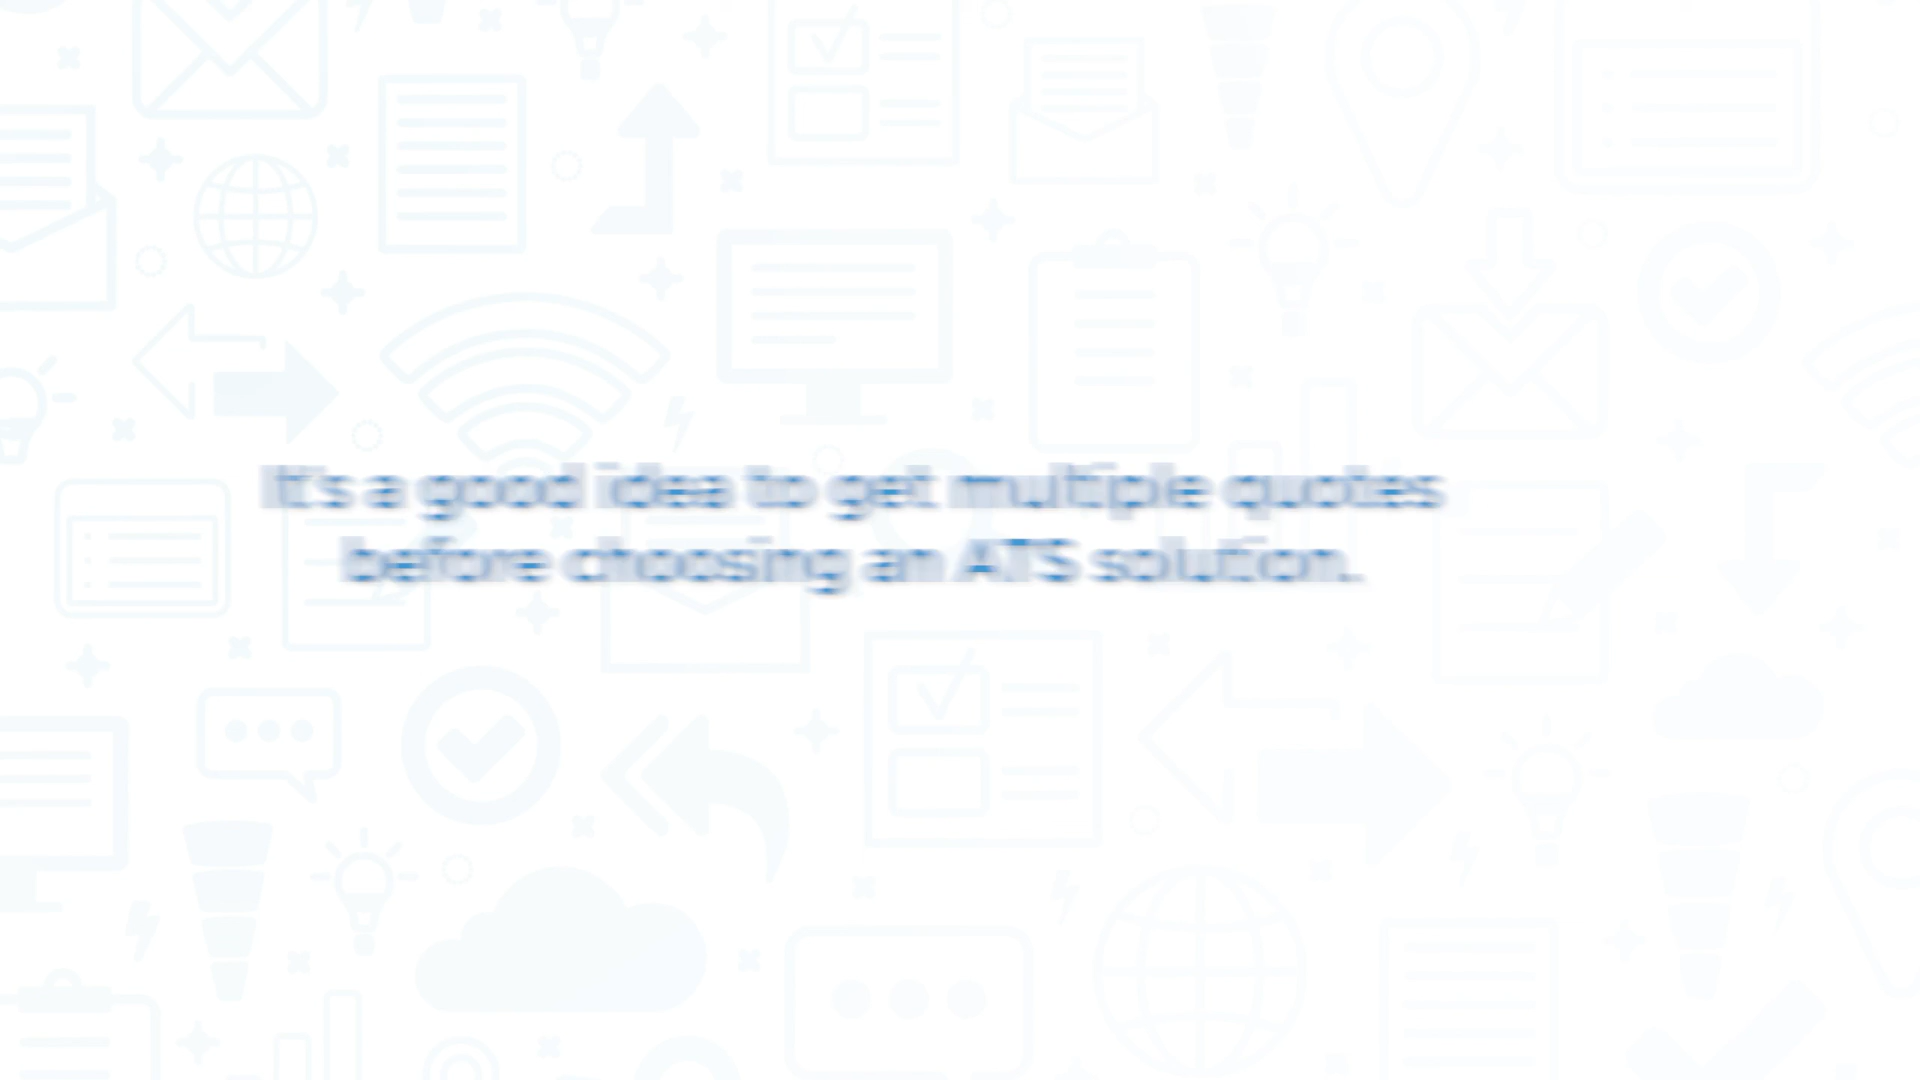 It's a good idea to get multiple quotes
before choosing an ATS solution.